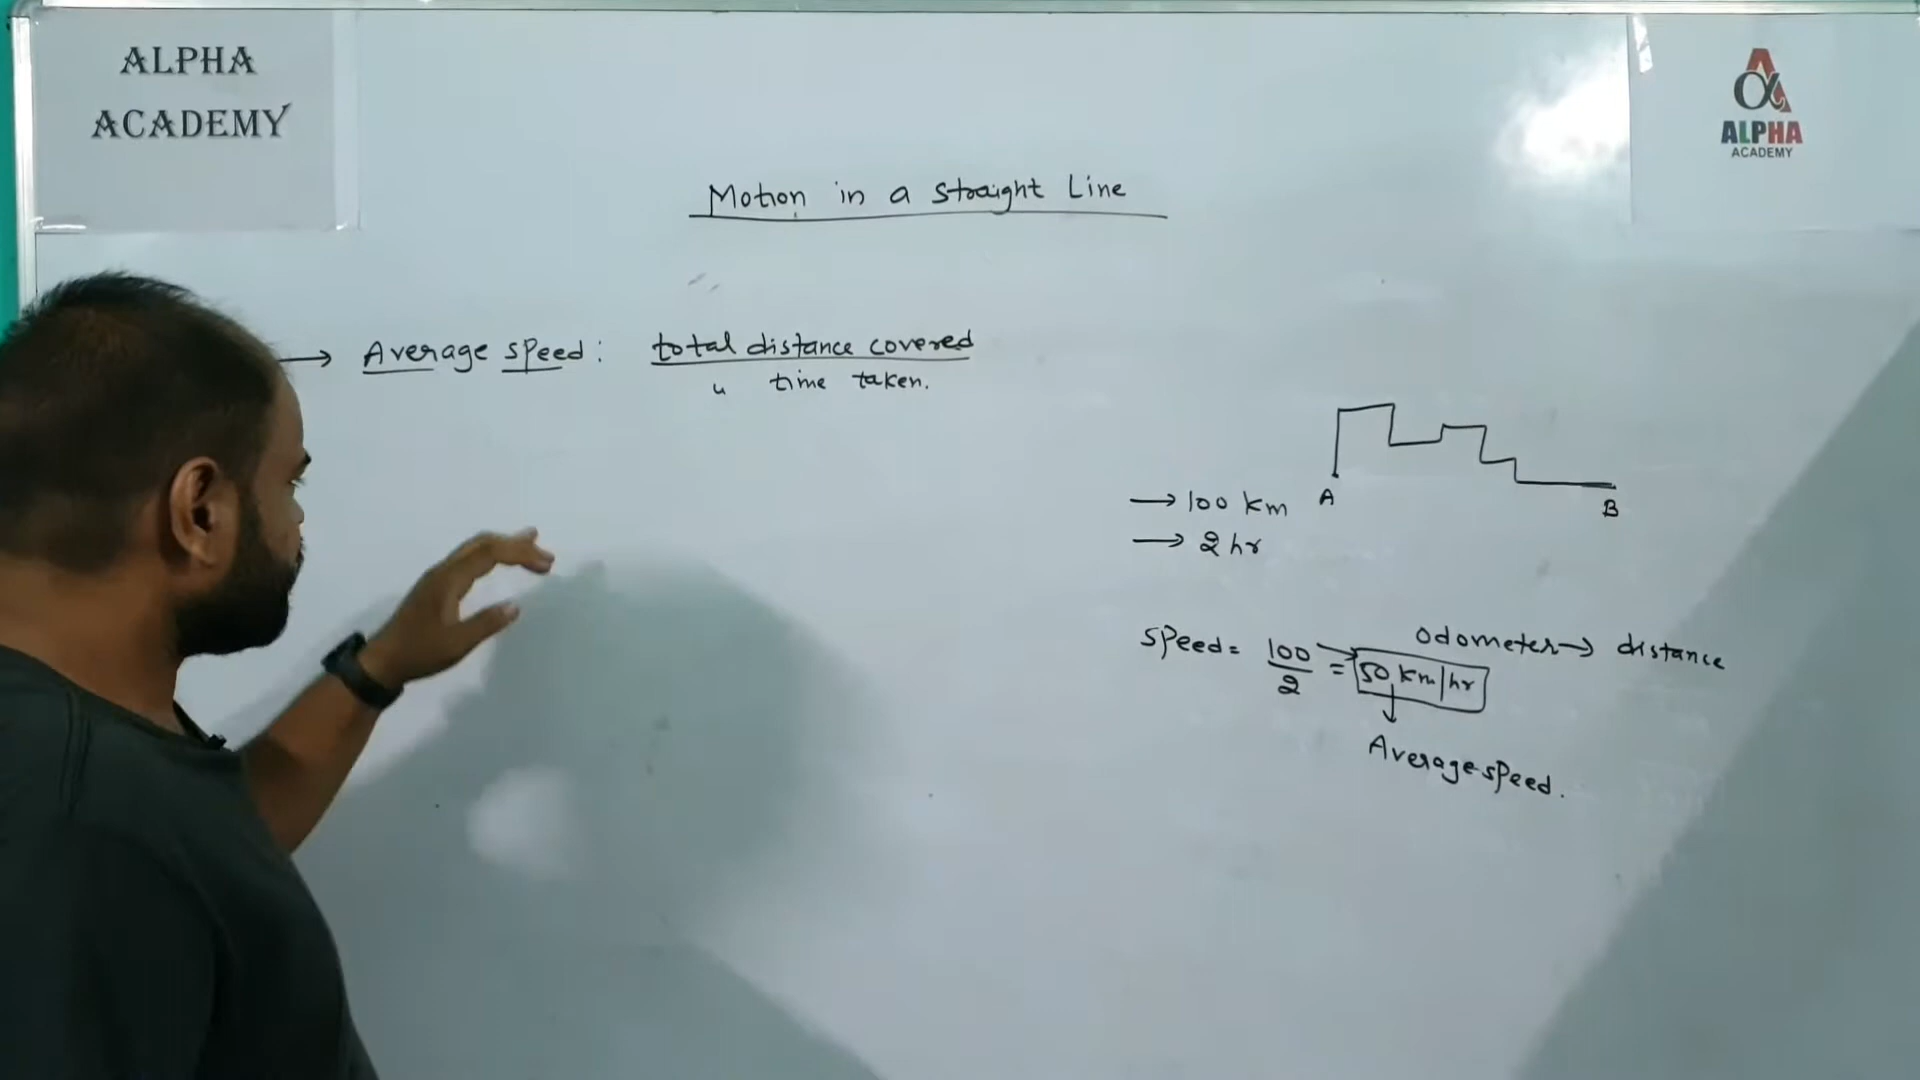 ALPHA
ACADEMY
ALPHA
ACADEMY
Motion in a Straight Line
→ Average speed: total distance covered
" time taken.
A
B
→ 100 km
→ 2 hr
Speed = 100/2 = 50 km/hr
Odometer → distance
Average speed.